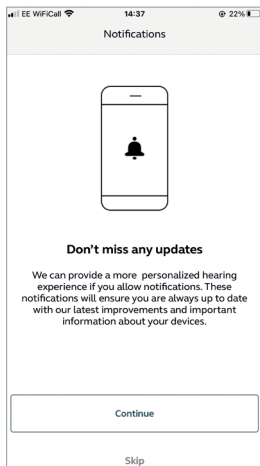 EE WiFiCall 14:37 22%
Notifications
Don't miss any updates
We can provide a more personalized hearing
experience if you allow notifications. These
notifications will ensure you are always up to date
with our latest improvements and important
information about your devices.
Continue
Skip